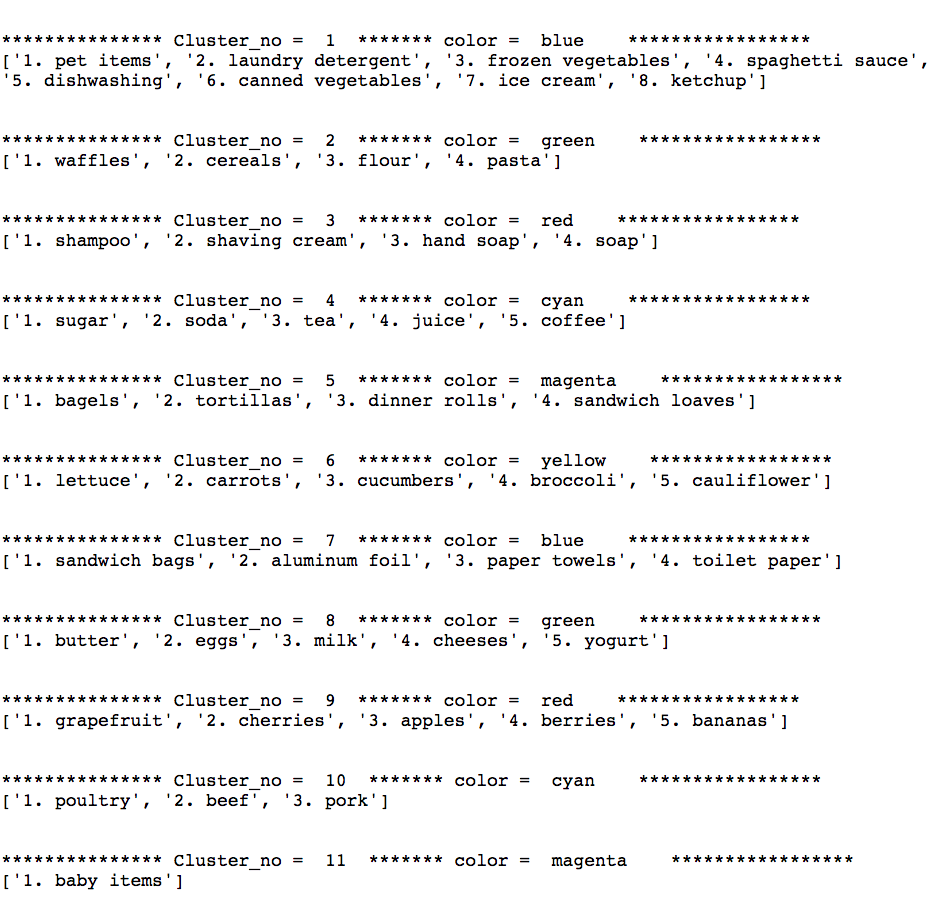 *************** Cluster_no =  1  ******* color =  blue    *****************
['1. pet items', '2. laundry detergent', '3. frozen vegetables', '4. spaghetti sauce',
'5. dishwashing', '6. canned vegetables', '7. ice cream', '8. ketchup']
*************** Cluster_no =  2  ******* color =  green    *****************
['1. waffles', '2. cereals', '3. flour', '4. pasta']
*************** Cluster_no =  3  ******* color =  red    *****************
['1. shampoo', '2. shaving cream', '3. hand soap', '4. soap']
*************** Cluster_no =  4  ******* color =  cyan    *****************
['1. sugar', '2. soda', '3. tea', '4. juice', '5. coffee']
*************** Cluster_no =  5  ******* color =  magenta    *****************
['1. bagels', '2. tortillas', '3. dinner rolls', '4. sandwich loaves']
*************** Cluster_no =  6  ******* color =  yellow    *****************
['1. lettuce', '2. carrots', '3. cucumbers', '4. broccoli', '5. cauliflower']
*************** Cluster_no =  7  ******* color =  blue    *****************
['1. sandwich bags', '2. aluminum foil', '3. paper towels', '4. toilet paper']
*************** Cluster_no =  8  ******* color =  green    *****************
['1. butter', '2. eggs', '3. milk', '4. cheeses', '5. yogurt']
*************** Cluster_no =  9  ******* color =  red    *****************
['1. grapefruit', '2. cherries', '3. apples', '4. berries', '5. bananas']
*************** Cluster_no =  10  ******* color =  cyan    *****************
['1. poultry', '2. beef', '3. pork']
*************** Cluster_no =  11  ******* color =  magenta    *****************
['1. baby items']